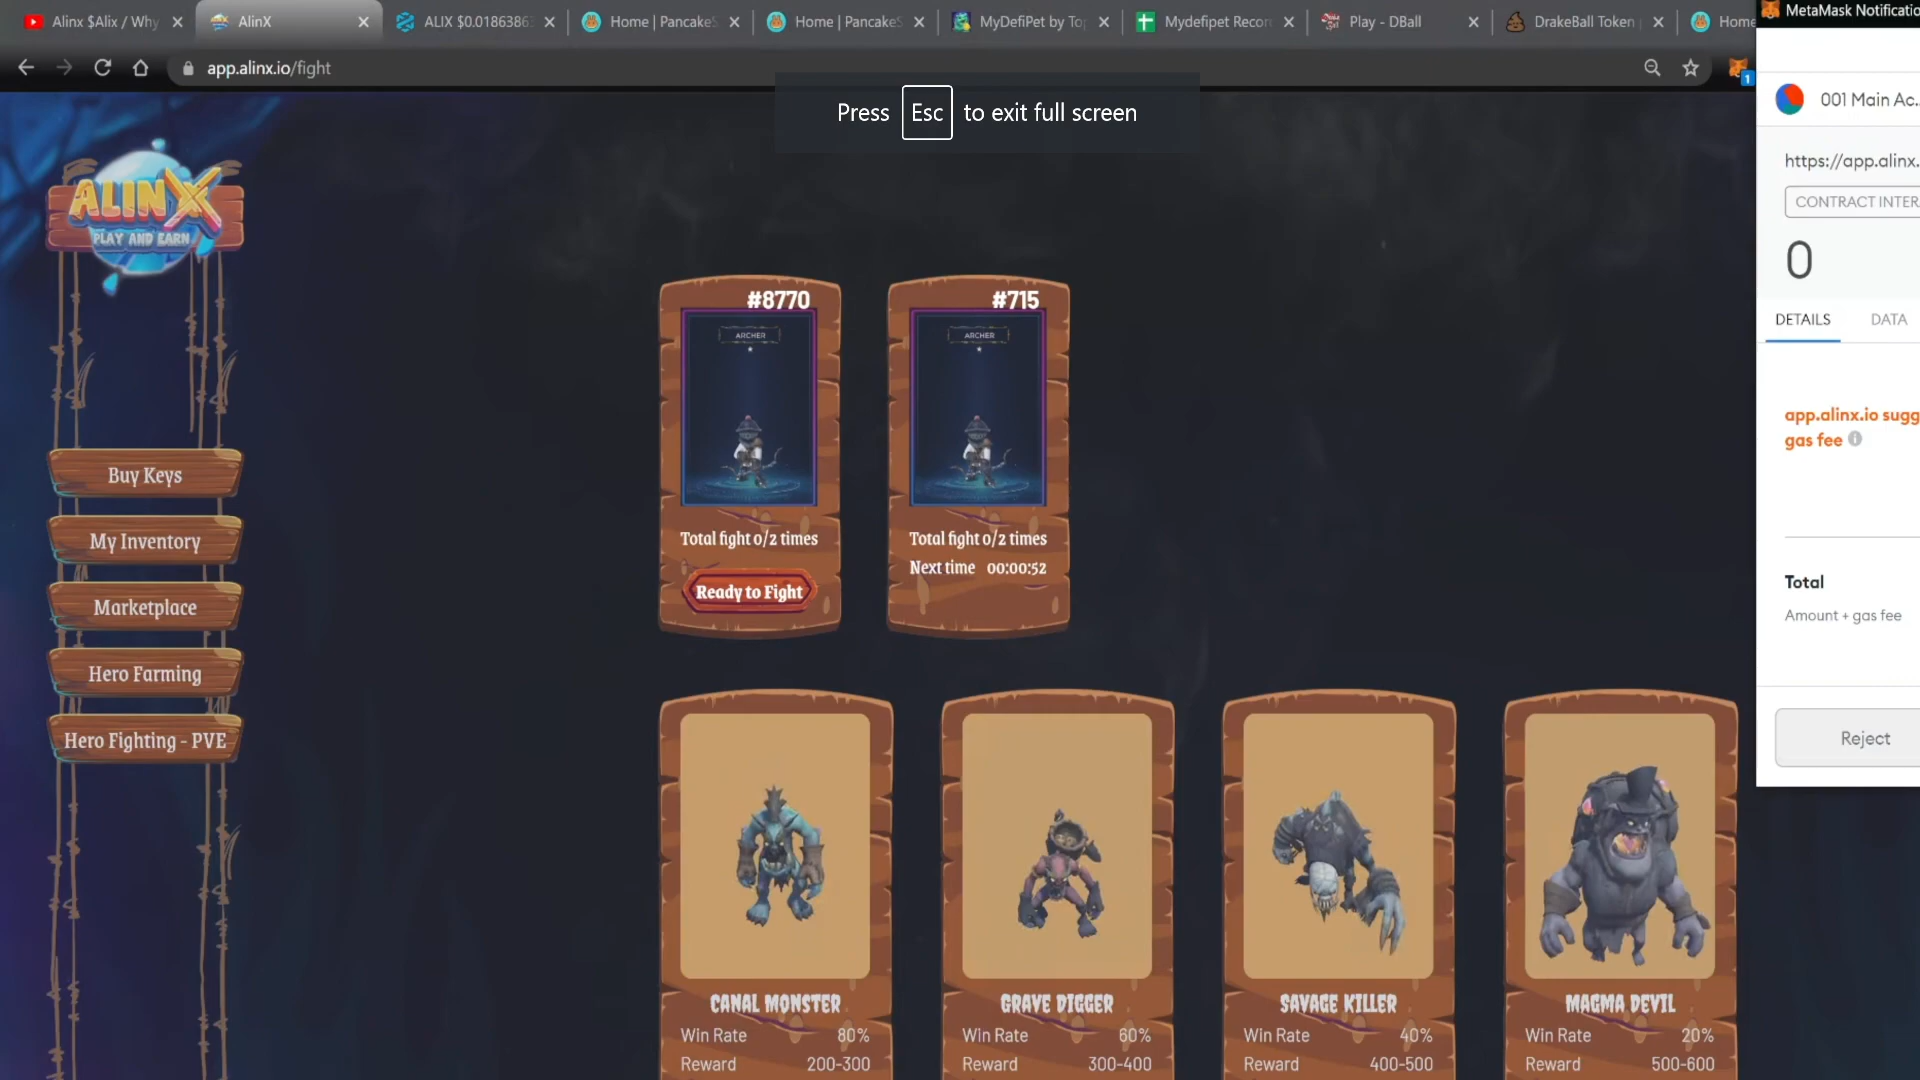 Alinx $Alix / Why
AlinX
ALIX $0.0186386
Home | PancakeS
Home | PancakeS
MyDefiPet by Top
Mydefipet Recor
Play - DBall
DrakeBall Token
Home
MetaMask Notificatio
app.alinx.io/fight
1
Press Esc to exit full screen
001 Main Ac...
https://app.alinx.
CONTRACT INTER
0
DETAILS
DATA
app.alinx.io sugg
gas fee
Total
Amount + gas fee
Reject
ALINX
PLAY AND EARN
Buy Keys
My Inventory
Marketplace
Hero Farming
Hero Fighting - PVE
#8770
ARCHER
Total fight 0/2 times
Ready to Fight
#715
ARCHER
Total fight 0/2 times
Next time 00:00:52
CANAL MONSTER
Win Rate 80%
Reward 200-300
GRAVE DIGGER
Win Rate 60%
Reward 300-400
SAVAGE KILLER
Win Rate 40%
Reward 400-500
MAGMA DEVIL
Win Rate 20%
Reward 500-600